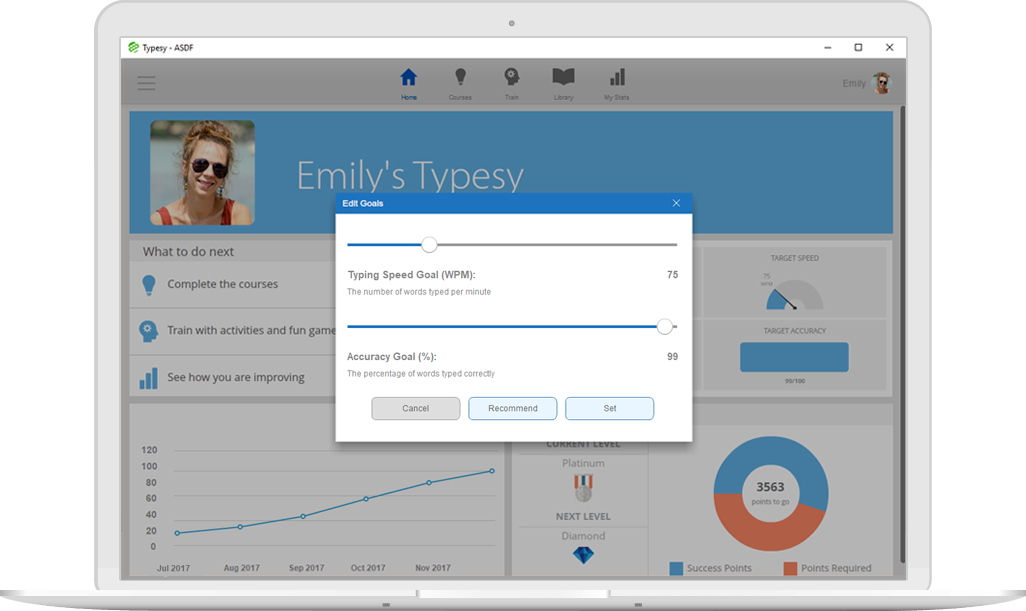 Typesy - ASDF
Home
Courses
Train
Library
My Stats
Emily
Emily's Typesy
Edit Goals
What to do next
Complete the courses
Train with activities and fun game
See how you are improving
Typing Speed Goal (WPM): 75
The number of words typed per minute
Accuracy Goal (%): 99
The percentage of words typed correctly
Cancel
Recommend
Set
TARGET SPEED
75
WPM
TARGET ACCURACY
99/100
120
100
80
60
40
20
0
Jul 2017
Aug 2017
Sep 2017
Oct 2017
Nov 2017
CURRENT LEVEL
Platinum
NEXT LEVEL
Diamond
3563
points to go
Success Points
Points Required